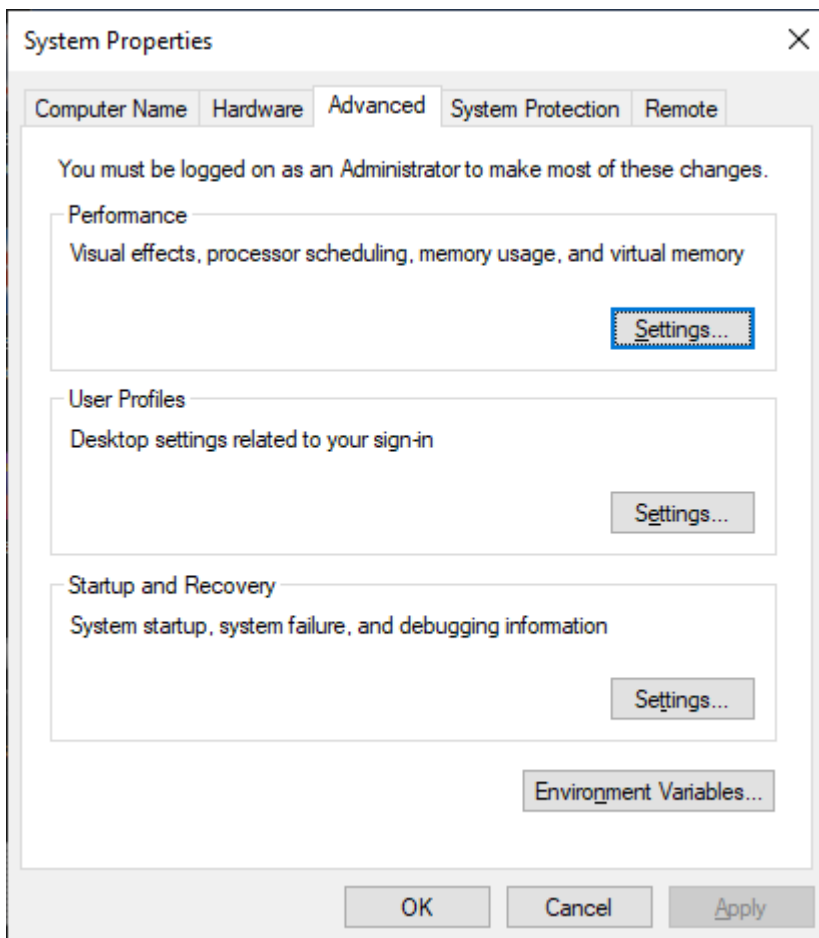 System Properties
Computer Name Hardware Advanced System Protection Remote
You must be logged on as an Administrator to make most of these changes.
Performance
Visual effects, processor scheduling, memory usage, and virtual memory
Settings...
User Profiles
Desktop settings related to your sign-in
Settings...
Startup and Recovery
System startup, system failure, and debugging information
Settings...
Environment Variables...
OK Cancel Apply